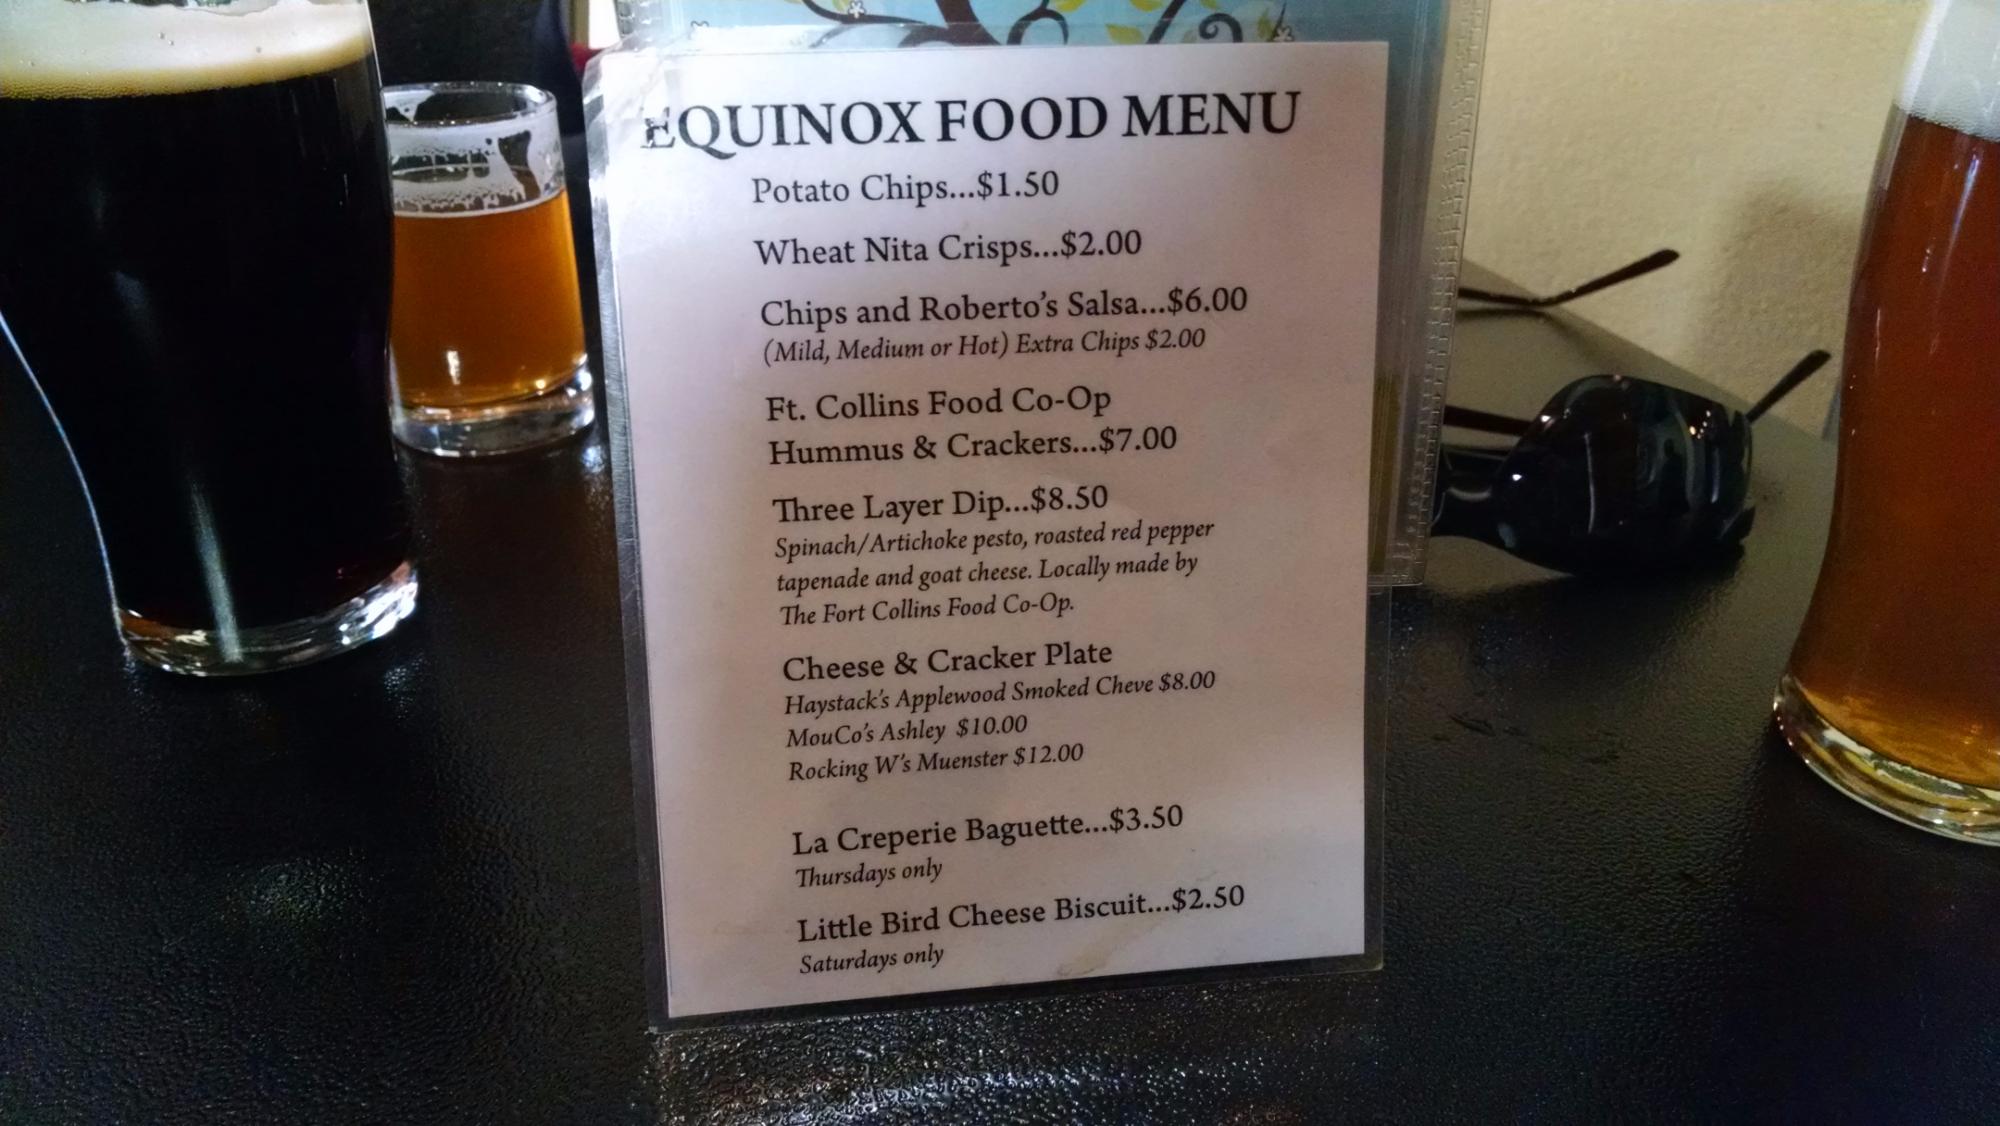 EQUINOX FOOD MENU
Potato Chips...$1.50
Wheat Nita Crisps...$2.00
Chips and Roberto's Salsa...$6.00
(Mild, Medium or Hot) Extra Chips $2.00
Ft. Collins Food Co-Op
Hummus & Crackers...$7.00
Three Layer Dip...$8.50
Spinach/Artichoke pesto, roasted red pepper
tapenade and goat cheese. Locally made by
The Fort Collins Food Co-Op.
Cheese & Cracker Plate
Haystack's Applewood Smoked Cheve $8.00
MouCo's Ashley $10.00
Rocking W's Muenster $12.00
La Creperie Baguette...$3.50
Thursdays only
Little Bird Cheese Biscuit...$2.50
Saturdays only